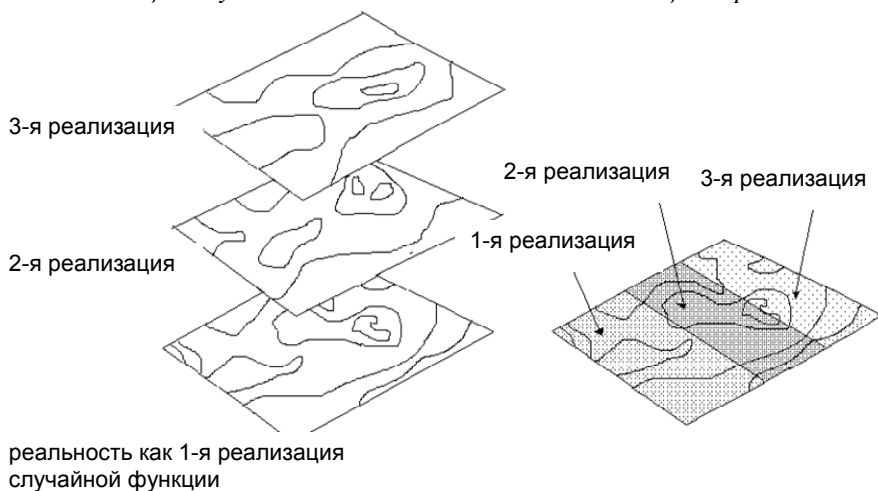 3-я реализация
2-я реализация
3-я реализация
1-я реализация
2-я реализация
реальность как 1-я реализация
случайной функции